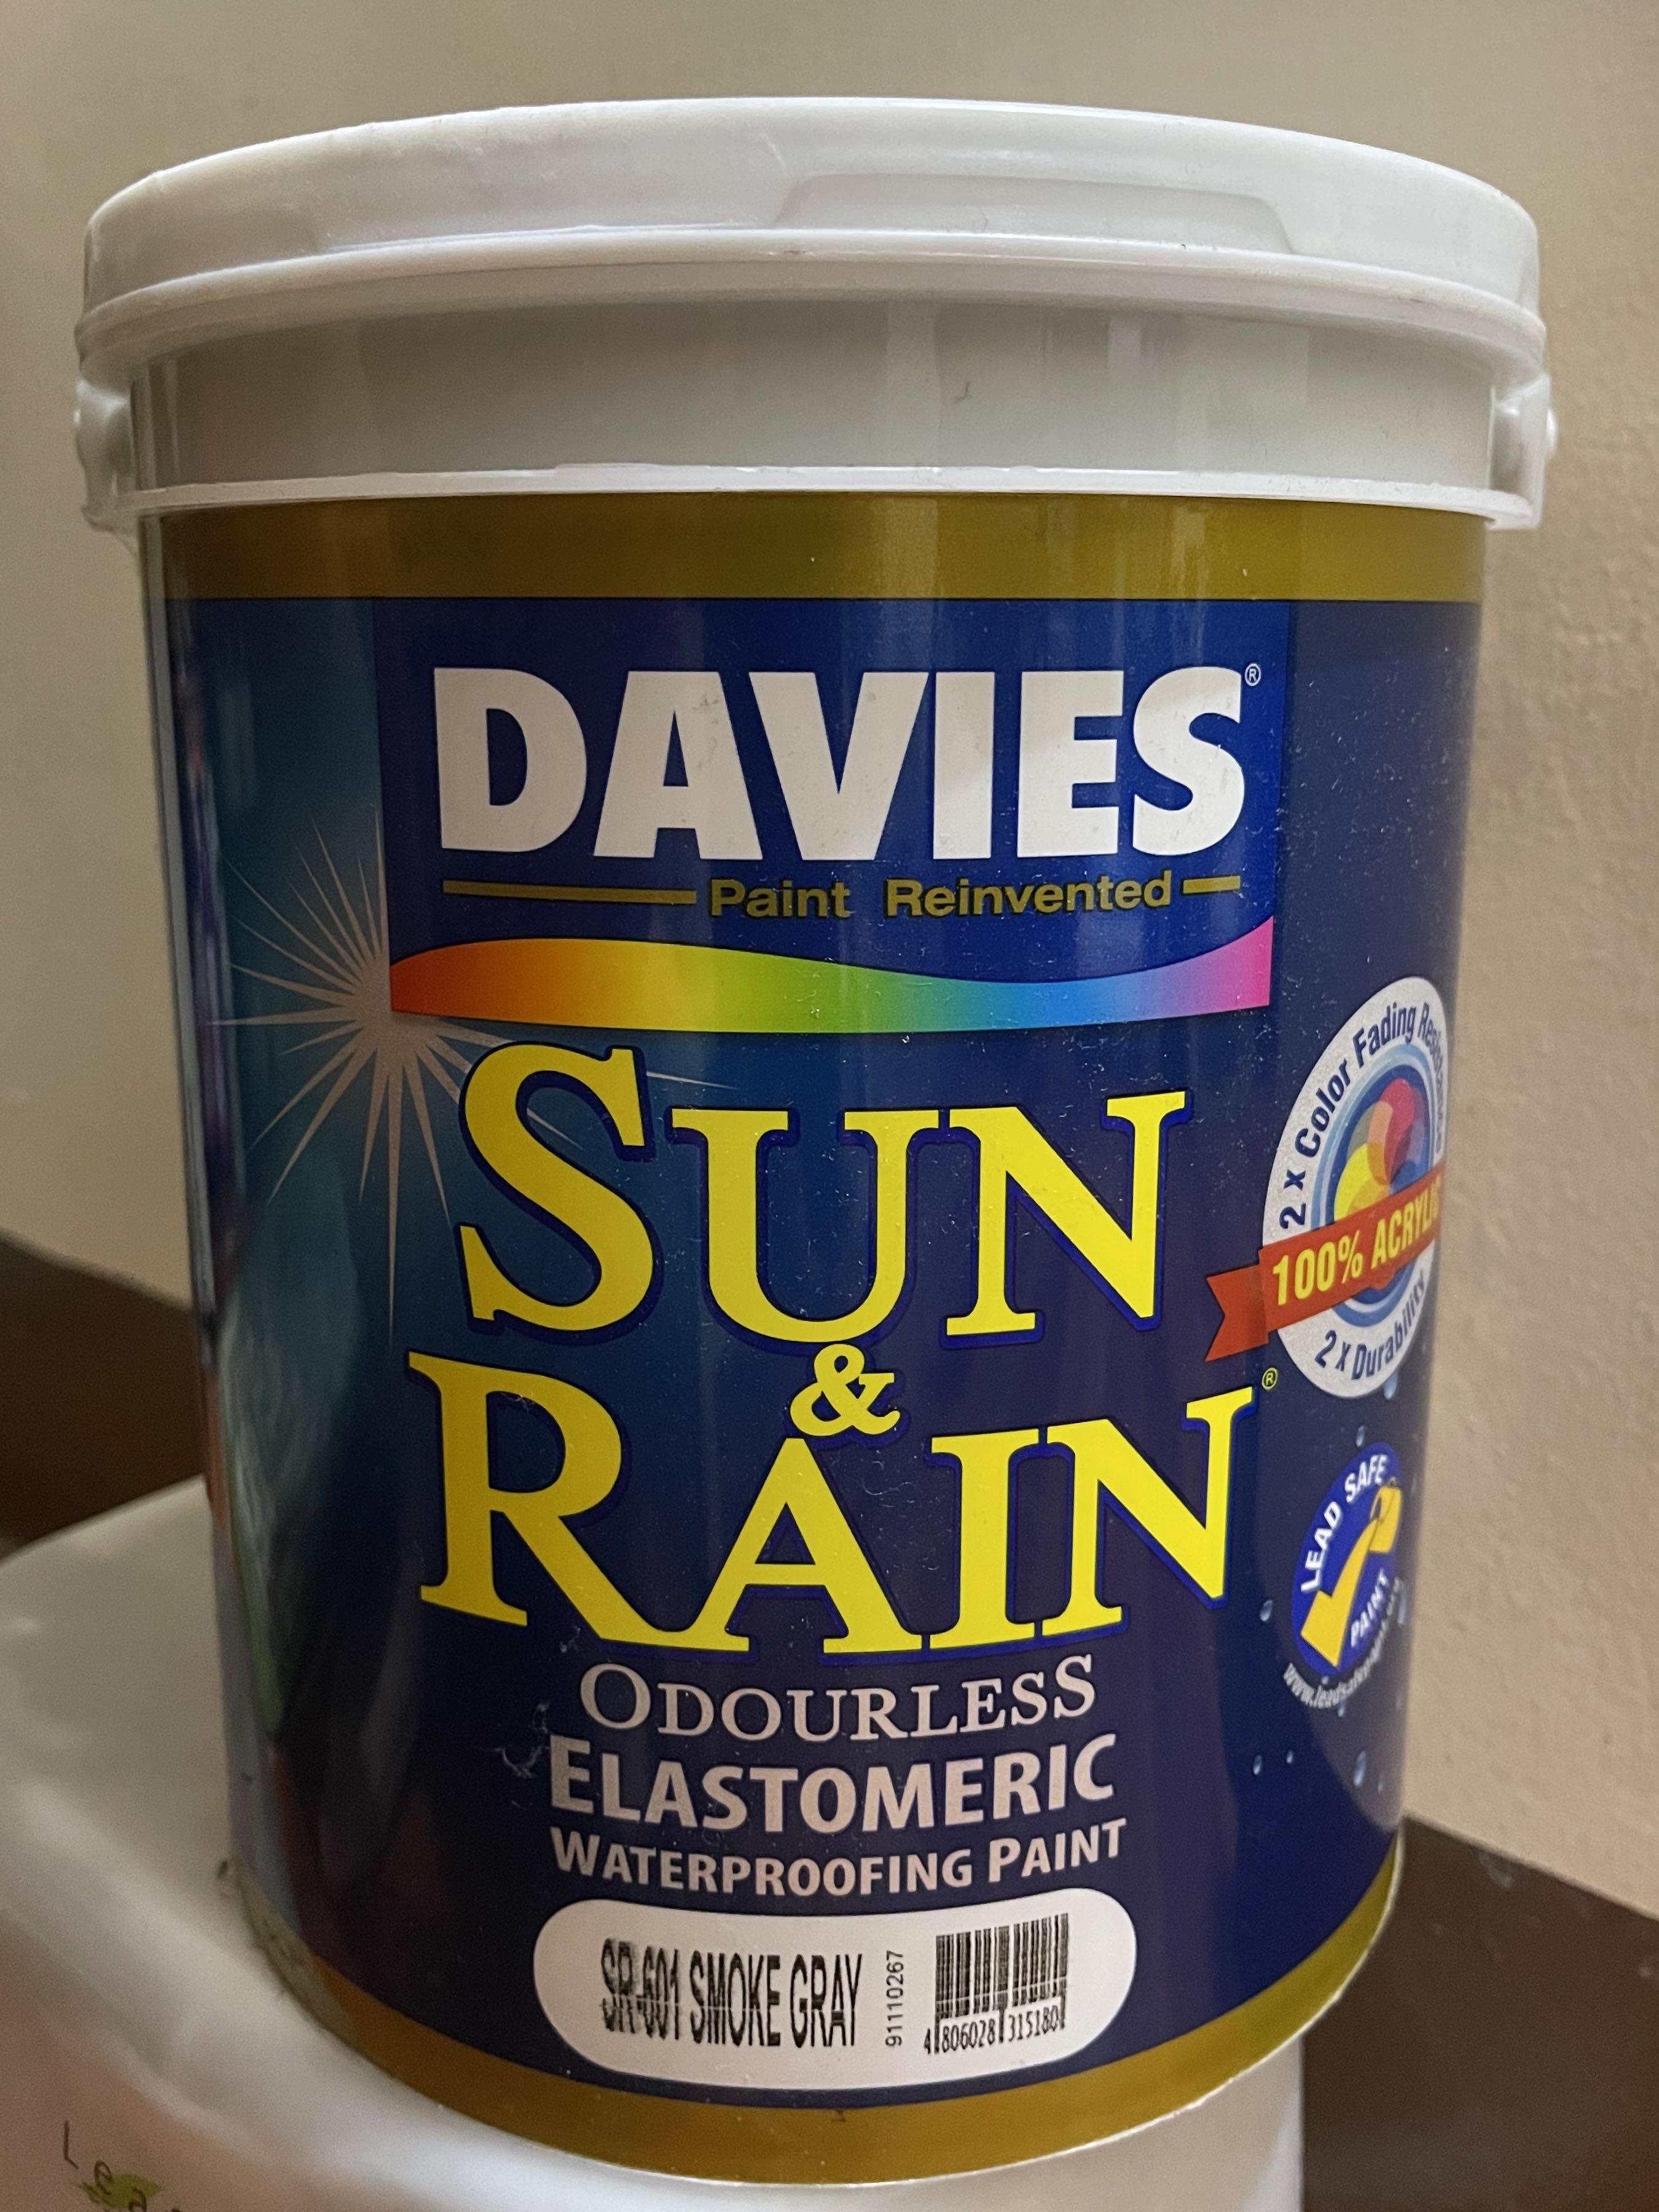 DAVIES®
Paint Reinvented
SUN
&
RAIN®
ODOURLESS
ELASTOMERIC
WATERPROOFING PAINT
SR-601 SMOKE GRAY
91110267
4 806028 315180
2 x Color Fading
100% ACRYLIC
2 x Durability
LEAD SAFE
PAINT